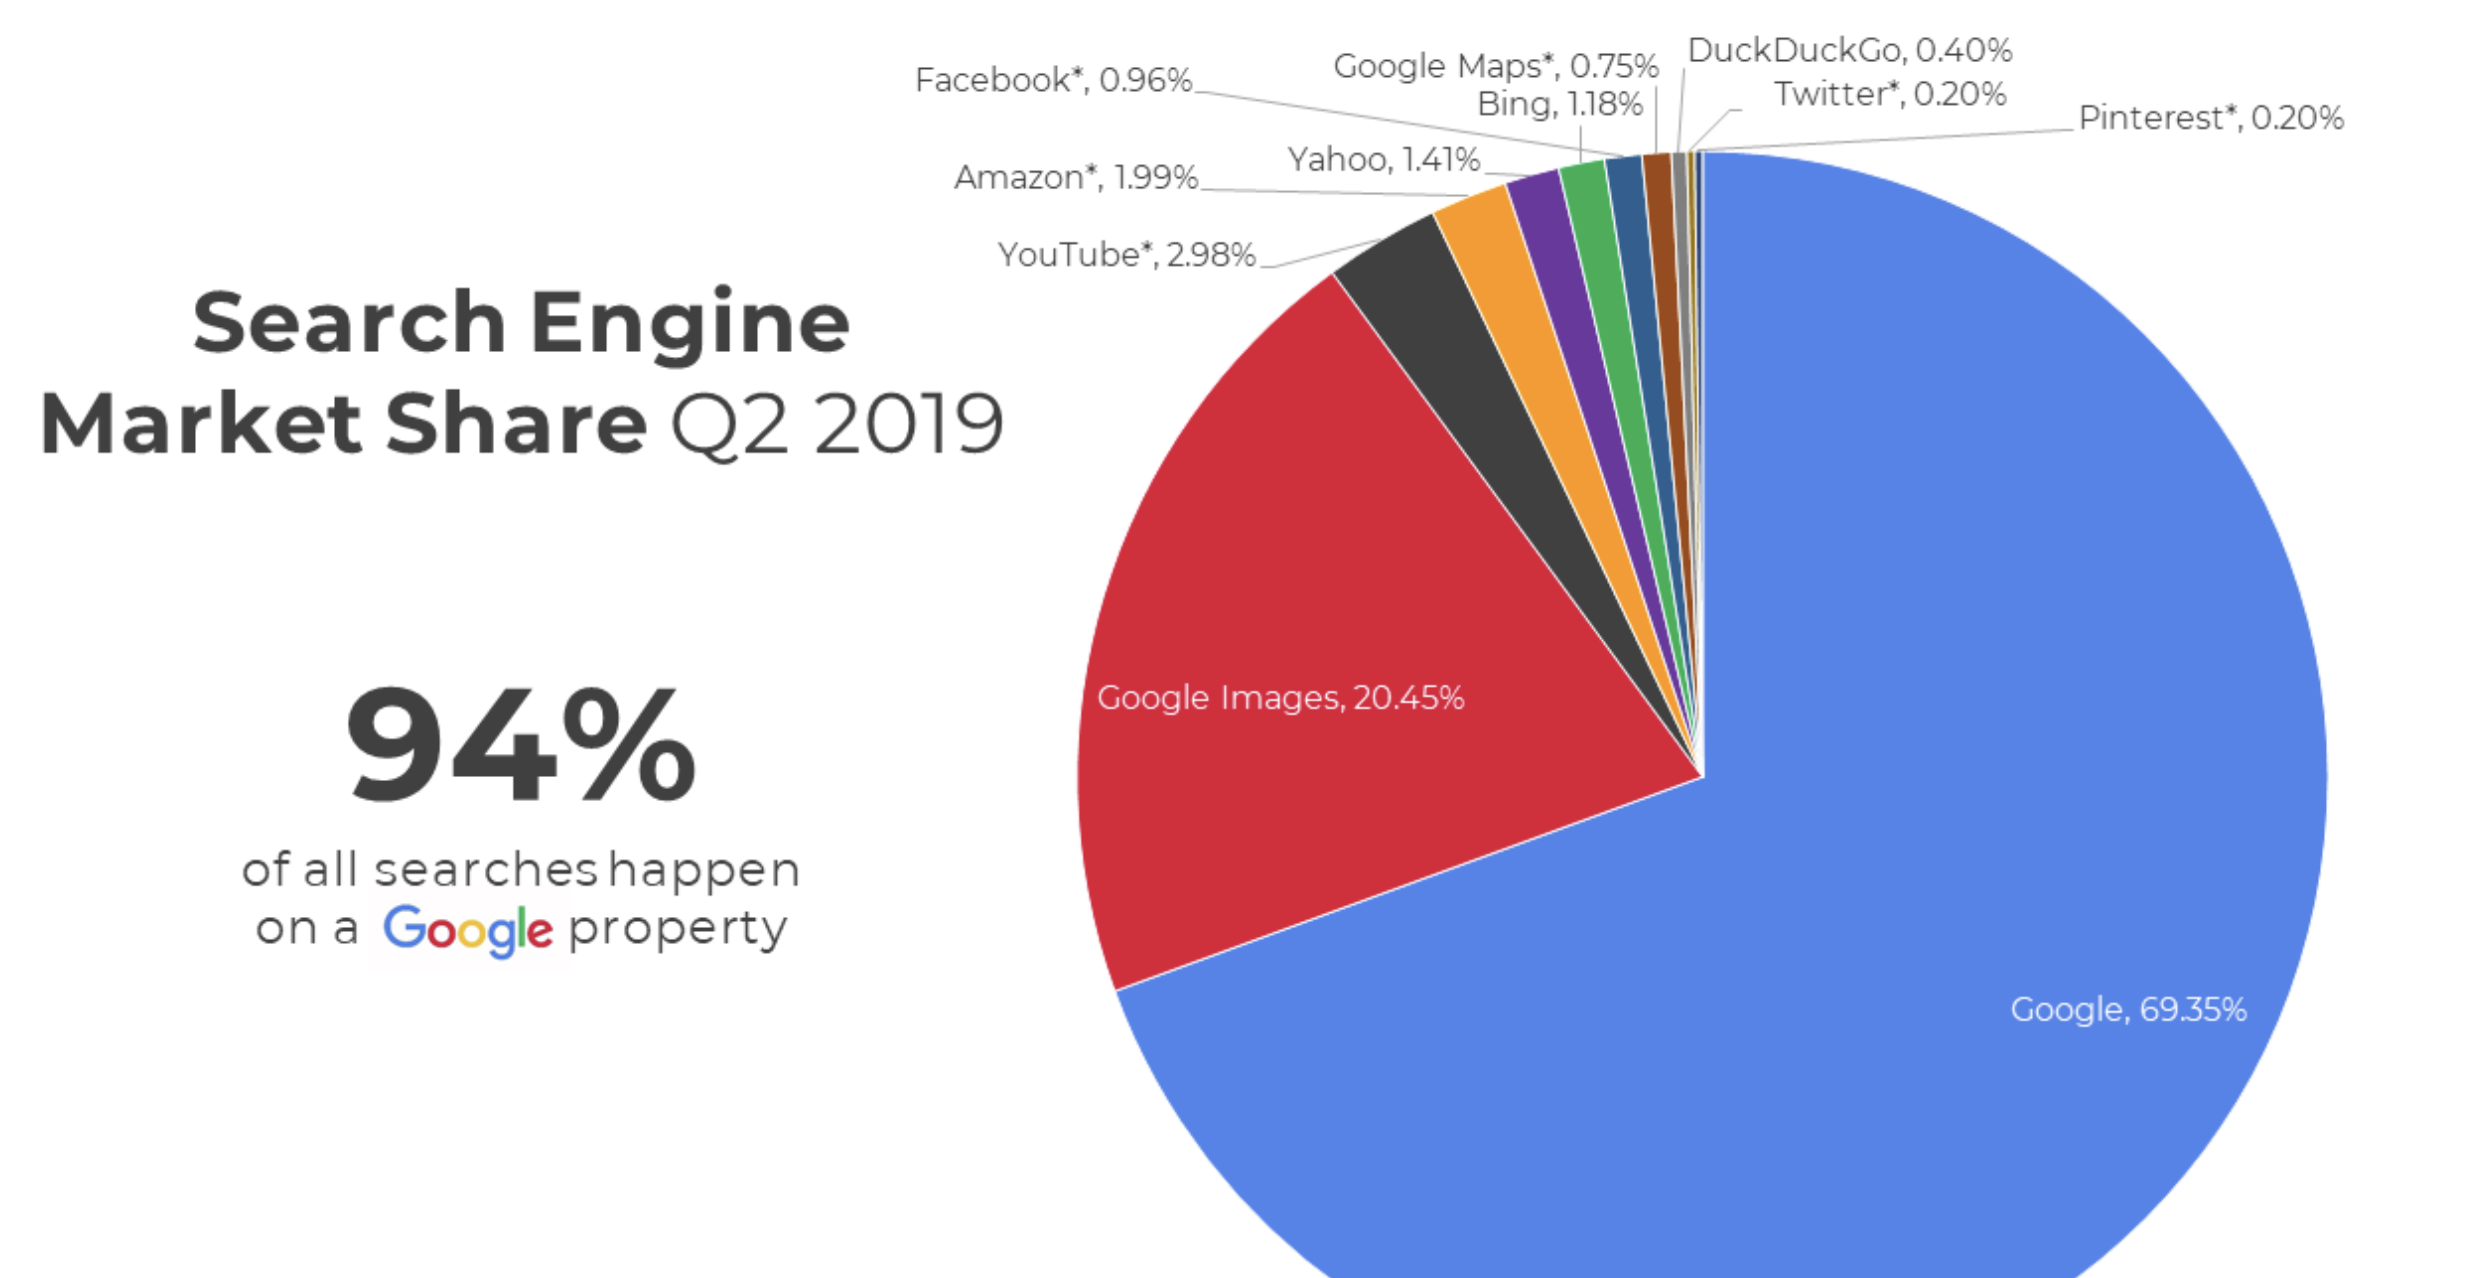 Search Engine
Market Share Q2 2019
94%
of all searches happen
on a Google property
Facebook*, 0.96%
Google Maps*, 0.75%
DuckDuckGo, 0.40%
Bing, 1.18%
Twitter*, 0.20%
Pinterest*, 0.20%
Yahoo, 1.41%
Amazon*, 1.99%
YouTube*, 2.98%
Google Images, 20.45%
Google, 69.35%